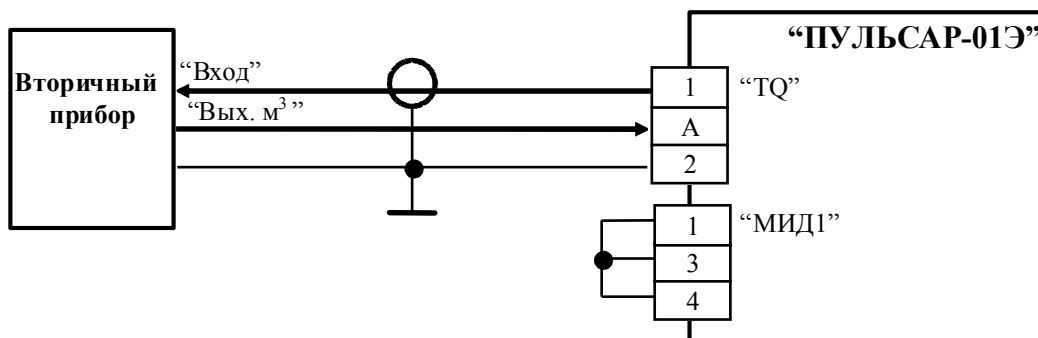 “ПУЛЬСАР-01Э”
Вторичный
прибор
“Вход”
“Вых. м³ ”
1
“TQ”
А
2
1
“МИД1”
3
4